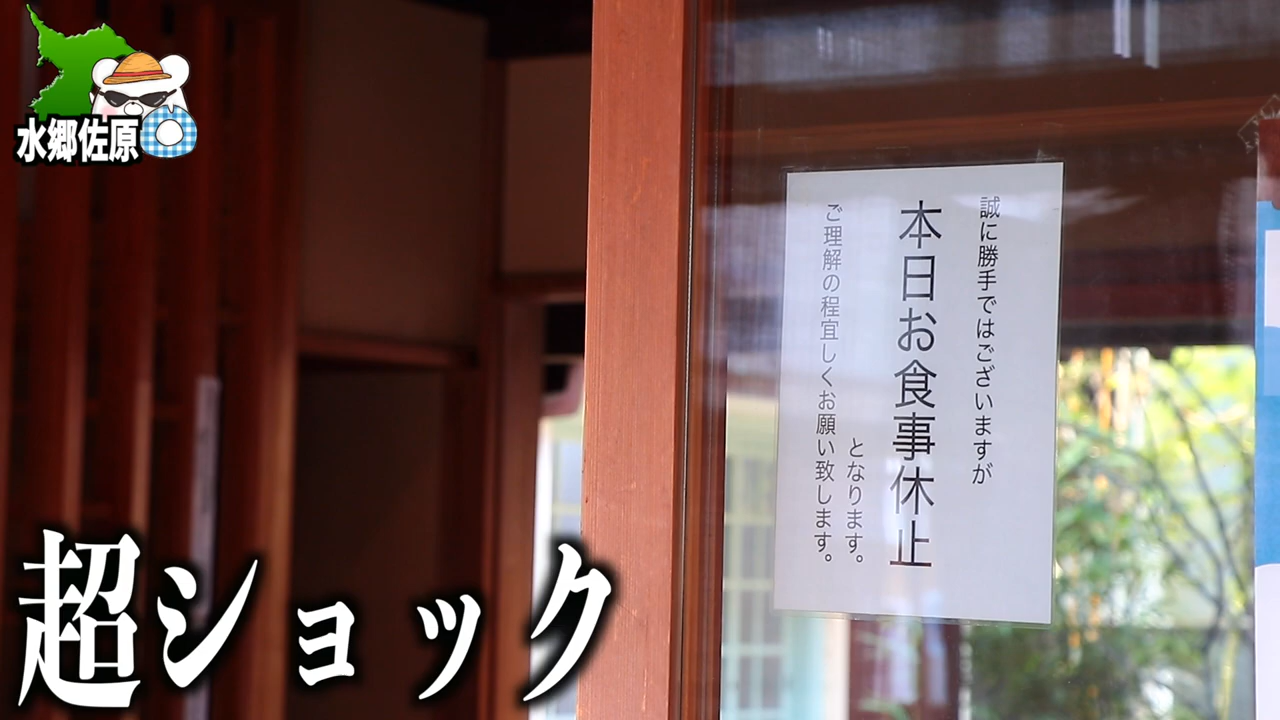 水郷佐原
誠に勝手ではございますが
本日お食事休止
となります。
ご理解の程宜しくお願い致します。
超ショック